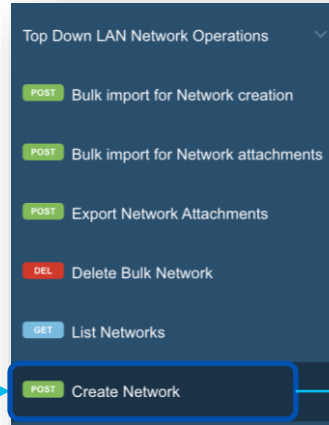 Top Down LAN Network Operations
POST Bulk import for Network creation
POST Bulk import for Network attachments
POST Export Network Attachments
DEL Delete Bulk Network
GET List Networks
POST Create Network